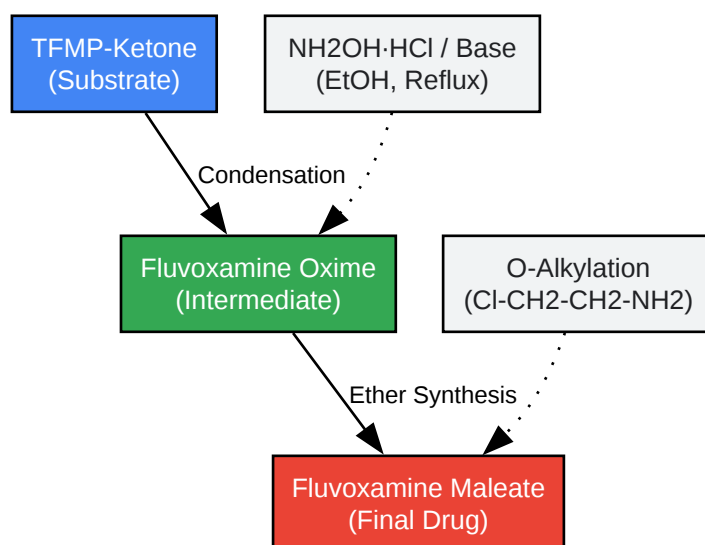 TFMP-Ketone
(Substrate)
NH2OH·HCl / Base
(EtOH, Reflux)
Condensation
Fluvoxamine Oxime
(Intermediate)
O-Alkylation
(Cl-CH2-CH2-NH2)
Ether Synthesis
Fluvoxamine Maleate
(Final Drug)